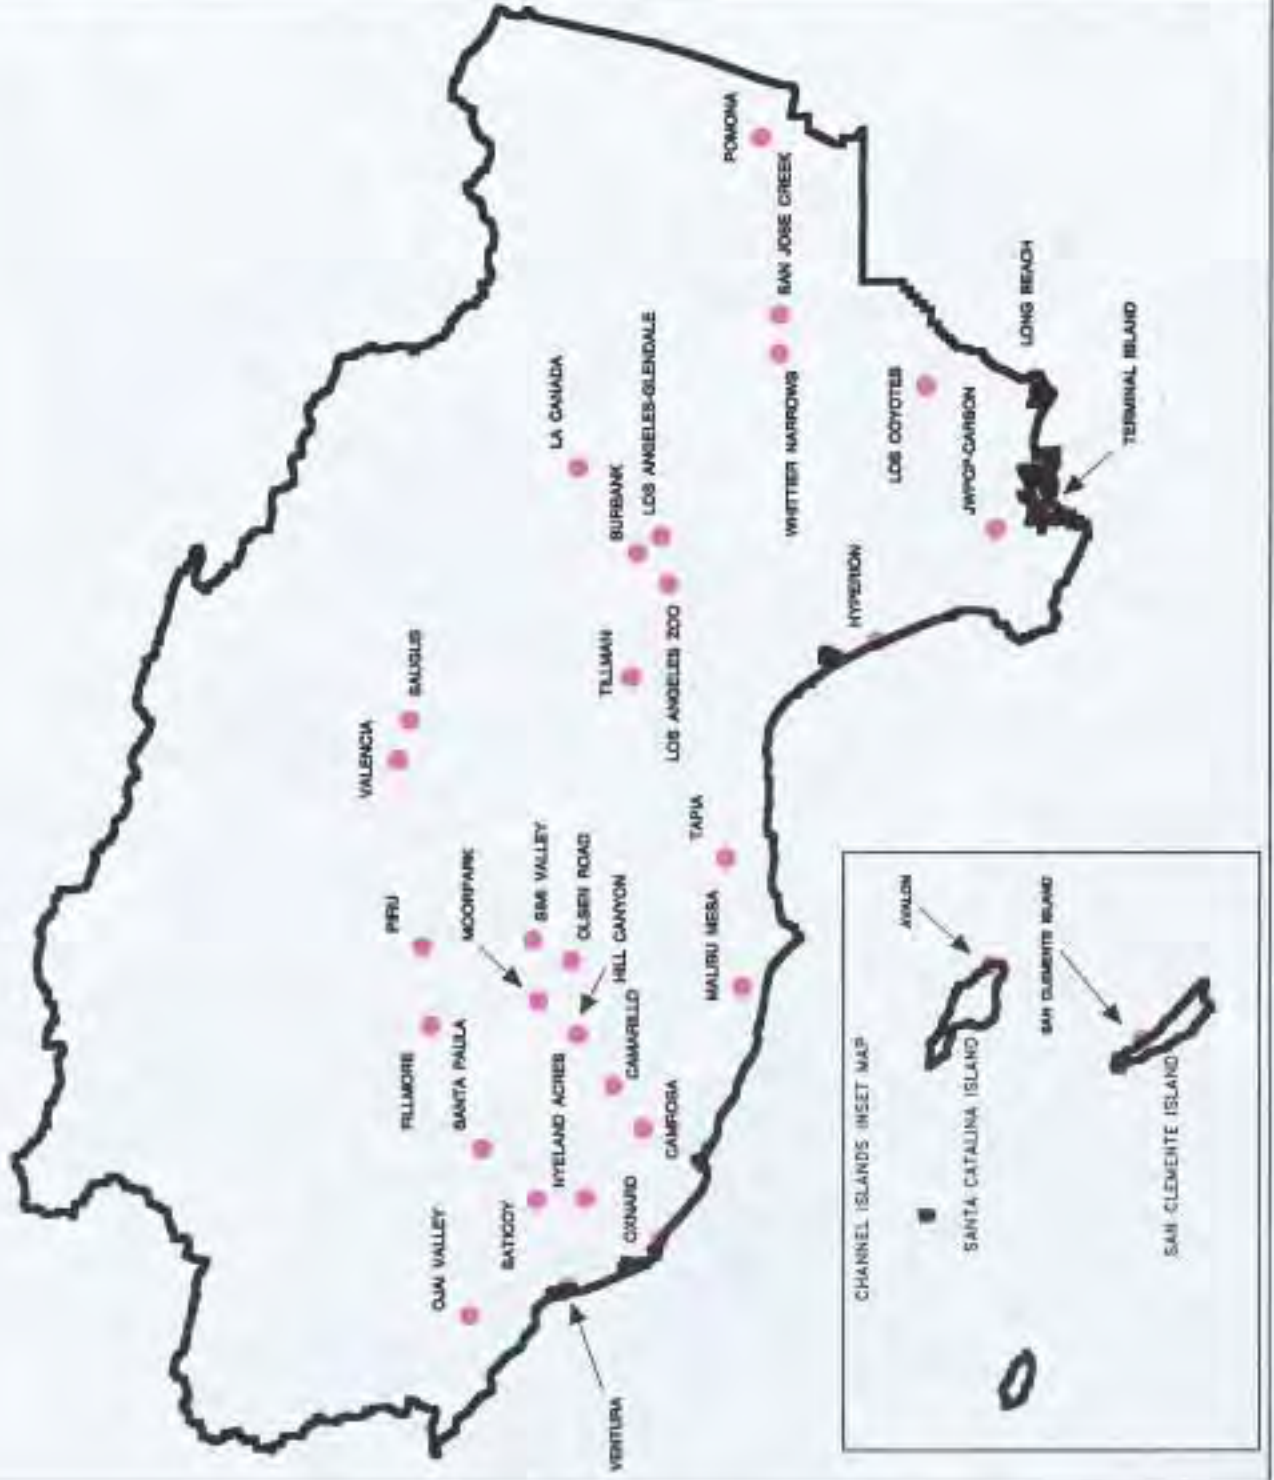 POMONA
SAN JOSE CREEK
LONG BEACH
TERMINAL ISLAND
LOS ANGELES-GLENDALE
LA CANADA
BURBANK
WHITTIER NARROWS
LOS COYOTES
JWPCP-CARSON
HYPERION
TILLMAN
LOS ANGELES ZOO
SAUGUS
VALENCIA
TAPIA
MALIBU MESA
PIRU
MOORPARK
SIMI VALLEY
OLSEN ROAD
HILL CANYON
FILLMORE
SANTA PAULA
NYELAND ACRES
CAMARILLO
CAMROSA
OJAI VALLEY
SATICOY
OXNARD
VENTURA
CHANNEL ISLANDS INSET MAP
AVALON
SANTA CATALINA ISLAND
SAN CLEMENTE ISLAND
SAN CLEMENTE ISLAND